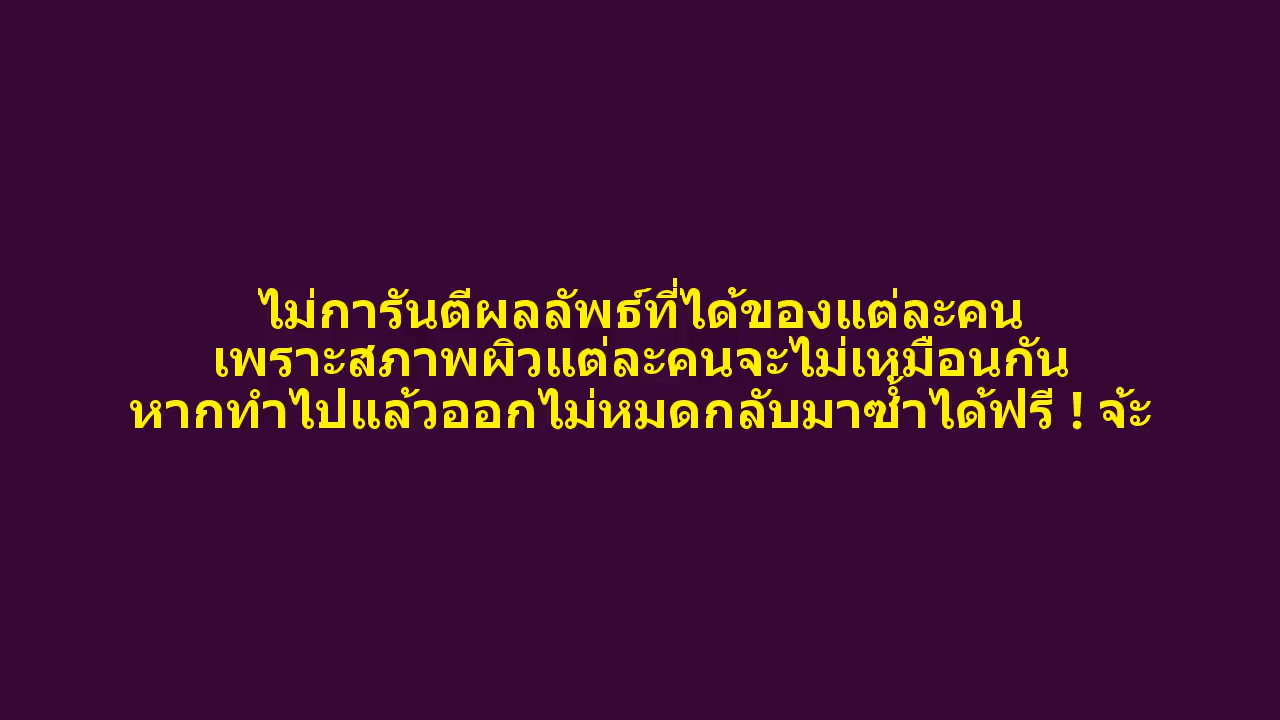 ไม่การันตีผลลัพธ์ที่ได้ของแต่ละคน
เพราะสภาพผิวแต่ละคนจะไม่เหมือนกัน
หากทำไปแล้วออกไม่หมดกลับมาซ้ำได้ฟรี ! จ้ะ